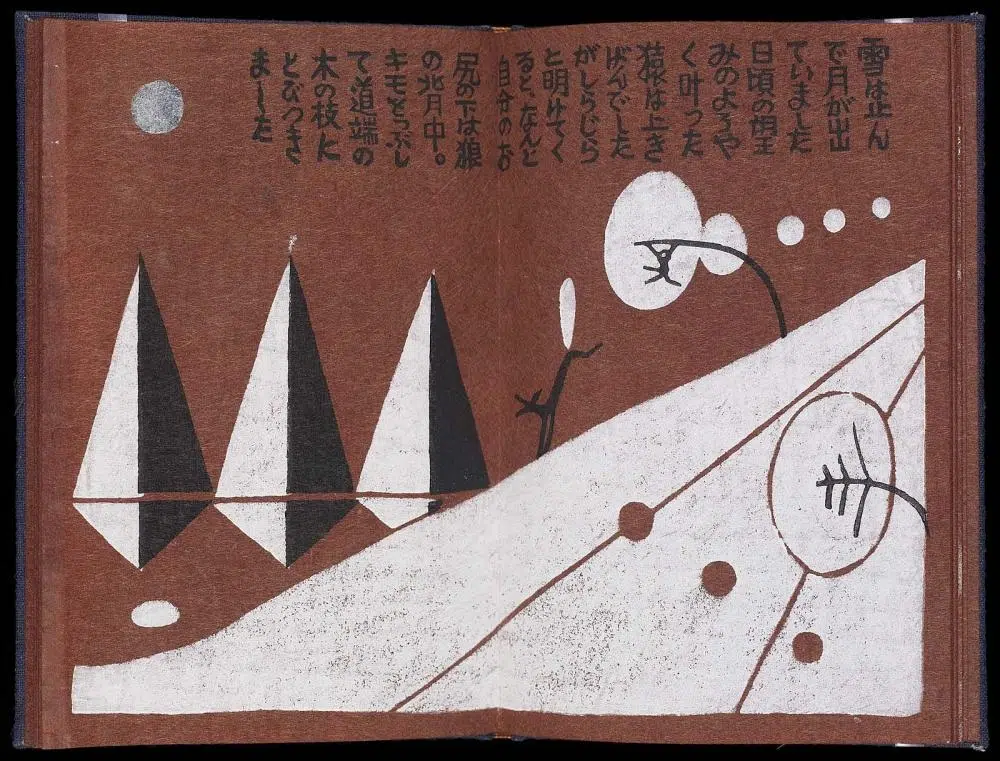 雪は止ん
で月が出
ていました
日頃の望
みのようや
く叶った
猿は上き
げんでした
がしらじら
と明けてく
ると、なんと
自分のお
尻の下は狼
の背中。
キモをつぶし
て道端の
木の枝に
とびつき
ました